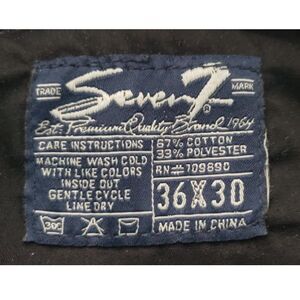 TRADE Seven7® MARK
Est. Premium Quality Brand 1964
CARE INSTRUCTIONS
MACHINE WASH COLD
WITH LIKE COLORS
INSIDE OUT
GENTLE CYCLE
LINE DRY
30°
67% COTTON
33% POLYESTER
RN# 109690
36X30
MADE IN CHINA